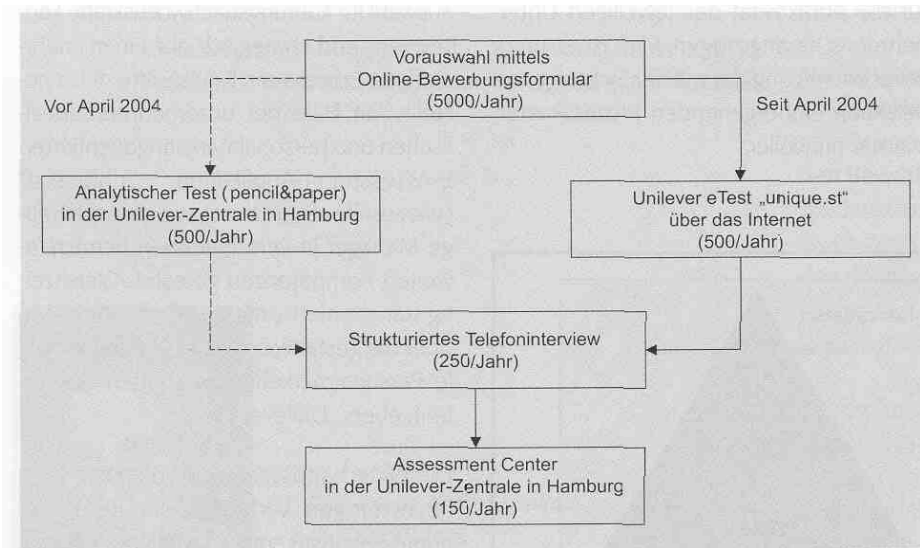 Vorauswahl mittels
Online-Bewerbungsformular
(5000/Jahr)
Vor April 2004
Seit April 2004
Analytischer Test (pencil&paper)
in der Unilever-Zentrale in Hamburg
(500/Jahr)
Unilever eTest „unique.st“
über das Internet
(500/Jahr)
Strukturiertes Telefoninterview
(250/Jahr)
Assessment Center
in der Unilever-Zentrale in Hamburg
(150/Jahr)